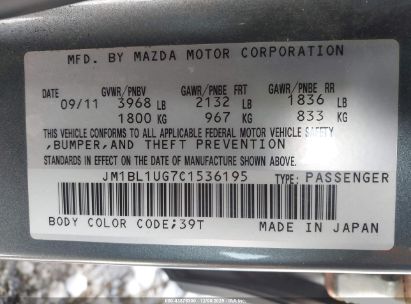 MFD. BY MAZDA MOTOR CORPORATION
DATE GVWR/PNBV GAWR/PNBE FRT GAWR/PNBE RR
09/11 3968 LB 2132 LB 1836 LB
1800 KG 967 KG 833 KG
THIS VEHICLE CONFORMS TO ALL APPLICABLE FEDERAL MOTOR VEHICLE SAFETY
,BUMPER,AND THEFT PREVENTION
STANDARDS IN EFFECT ON THE DATE OF MANUFACTURE SHOWN ABOVE.
JM1BL1UG7C1536195 TYPE: PASSENGER
BODY COLOR CODE;39T MADE IN JAPAN